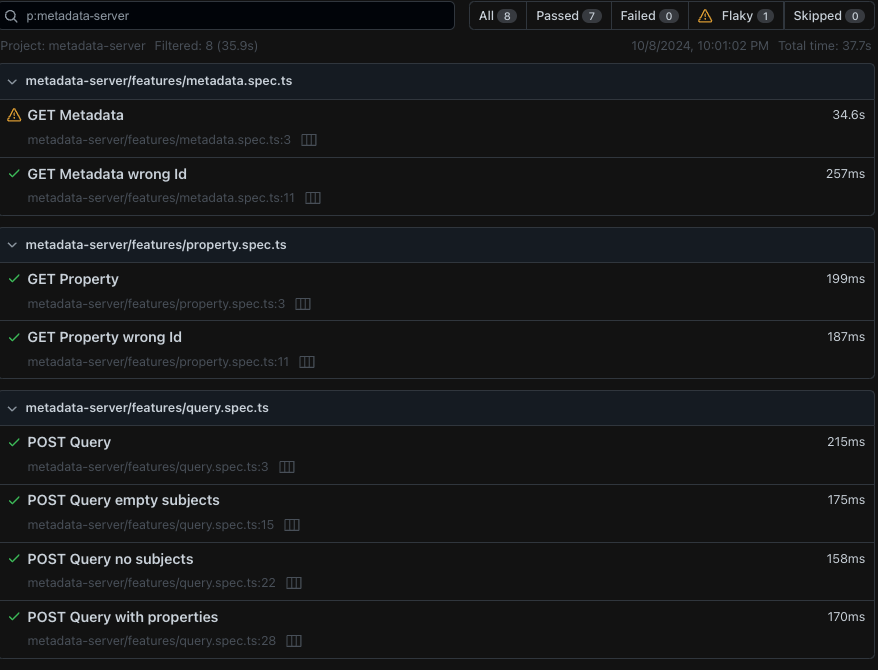 p:metadata-server
All 8 Passed 7 Failed 0 Flaky 1 Skipped 0
Project: metadata-server Filtered: 8 (35.9s) 10/8/2024, 10:01:02 PM Total time: 37.7s
metadata-server/features/metadata.spec.ts
GET Metadata 34.6s
metadata-server/features/metadata.spec.ts:3
GET Metadata wrong Id 257ms
metadata-server/features/metadata.spec.ts:11
metadata-server/features/property.spec.ts
GET Property 199ms
metadata-server/features/property.spec.ts:3
GET Property wrong Id 187ms
metadata-server/features/property.spec.ts:11
metadata-server/features/query.spec.ts
POST Query 215ms
metadata-server/features/query.spec.ts:3
POST Query empty subjects 175ms
metadata-server/features/query.spec.ts:15
POST Query no subjects 158ms
metadata-server/features/query.spec.ts:22
POST Query with properties 170ms
metadata-server/features/query.spec.ts:28